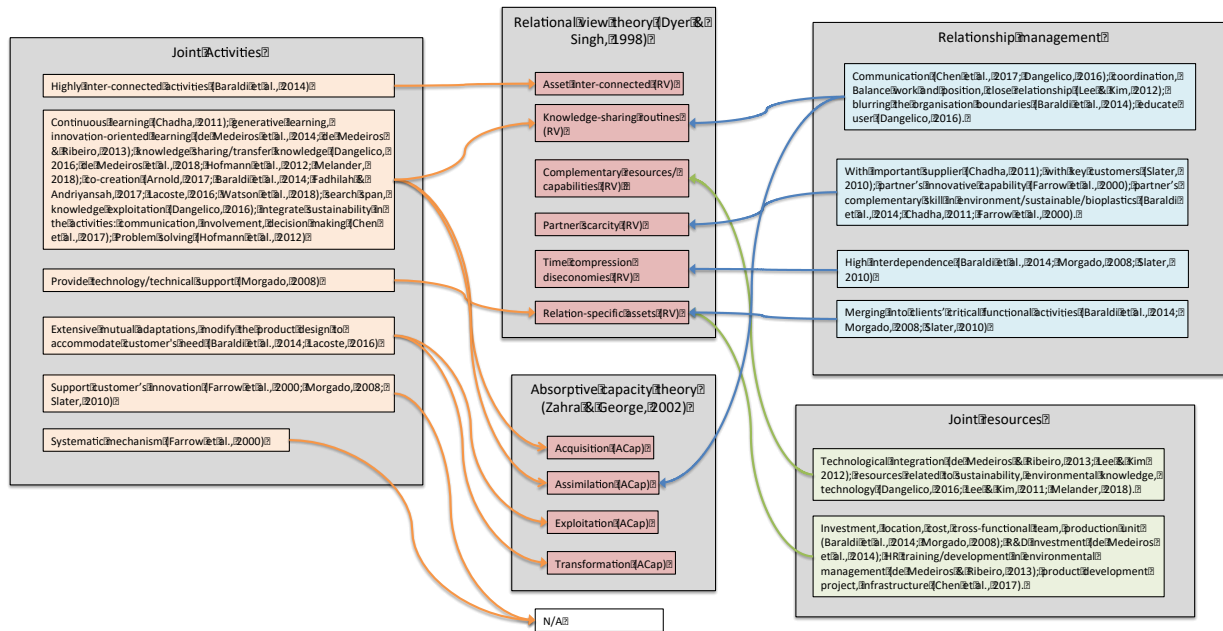 Joint Activities
Highly inter-connected activities (Baraldi et al., 2014)
Continuous learning (Chadha, 2011); generative learning,
innovation-oriented learning (de Medeiros et al., 2014; de Medeiros
& Ribeiro, 2013); knowledge sharing/transfer knowledge (Dangelico,
2016; de Medeiros et al., 2018; Hofmann et al., 2012; Melander,
2018); co-creation (Arnold, 2017; Baraldi et al., 2014; Fadhilah &
Andriyansah, 2017; Lacoste, 2016; Watson et al., 2018); search span,
knowledge exploitation (Dangelico, 2016); integrate sustainability in
the activities: communication, involvement, decision making (Chen
et al., 2017); Problem solving (Hofmann et al., 2012)
Provide technology/technical support (Morgado, 2008)
Extensive mutual adaptations, modify the product design to
accommodate customer's need (Baraldi et al., 2014; Lacoste, 2016)
Support customer's innovation (Farrow et al., 2000; Morgado, 2008;
Slater, 2010)
Systematic mechanism (Farrow et al., 2000)
Relational view theory (Dyer &
Singh, 1998)
Asset inter-connected (RV)
Knowledge-sharing routines
(RV)
Complementary resources/
capabilities (RV)
Partner scarcity (RV)
Time compression
diseconomies (RV)
Relation-specific assets (RV)
Absorptive capacity theory
(Zahra & George, 2002)
Acquisition (ACap)
Assimilation (ACap)
Exploitation (ACap)
Transformation (ACap)
N/A
Relationship management
Communication (Chen et al., 2017; Dangelico, 2016); coordination,
Balance work and position, close relationship (Lee & Kim, 2012);
blurring the organisation boundaries (Baraldi et al., 2014); educate
user (Dangelico, 2016).
With important supplier (Chadha, 2011); with key customers (Slater,
2010); partner's innovative capability (Farrow et al., 2000); partner's
complementary skill in environment/sustainable/bioplastics (Baraldi
et al., 2014; Chadha, 2011; Farrow et al., 2000).
High interdependence (Baraldi et al., 2014; Morgado, 2008; Slater,
2010)
Merging into clients' critical functional activities (Baraldi et al., 2014;
Morgado, 2008; Slater, 2010)
Joint resources
Technological integration (de Medeiros & Ribeiro, 2013; Lee & Kim
2012); resources related to sustainability, environmental knowledge,
technology (Dangelico, 2016; Lee & Kim, 2011; Melander, 2018).
Investment, location, cost, cross-functional team, production unit
(Baraldi et al., 2014; Morgado, 2008); R&D investment (de Medeiros
et al., 2014); HR training/development in environmental
management (de Medeiros & Ribeiro, 2013); product development
project, infrastructure (Chen et al., 2017).